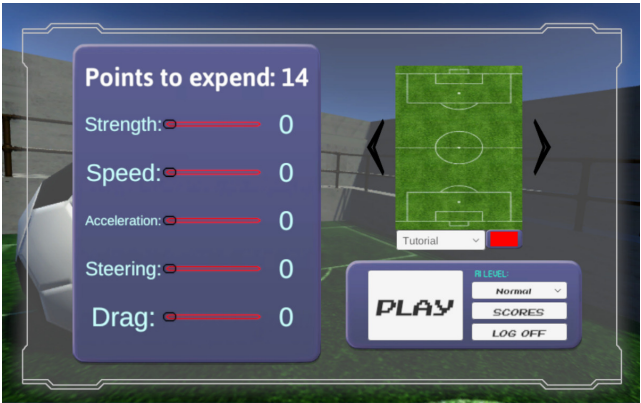 Points to expend: 14
Strength: 0
Speed: 0
Acceleration: 0
Steering: 0
Drag: 0
Tutorial
PLAY
AI LEVEL:
Normal
SCORES
LOG OFF